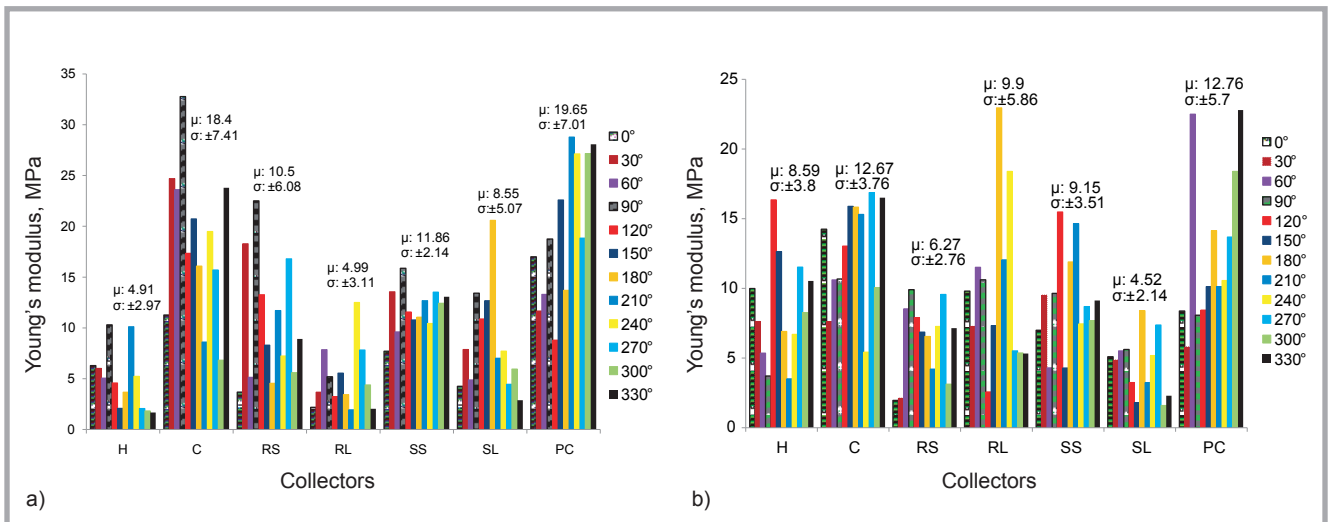 Young's modulus, MPa
35
30
25
20
15
10
5
0
μ: 4.91
σ: ±2.97
μ: 18.4
σ: ±7.41
μ: 10.5
σ:±6.08
μ: 4.99
σ: ±3.11
μ: 11.86
σ: ±2.14
μ: 8.55
σ:±5.07
μ: 19.65
σ: ±7.01
H C RS RL SS SL PC
Collectors
a)
0°
30°
60°
90°
120°
150°
180°
210°
240°
270°
300°
330°
Young's modulus, MPa
25
20
15
10
5
0
μ: 8.59
σ:±3.8
μ: 12.67
σ:±3.76
μ: 6.27
σ:±2.76
μ: 9.9
σ:±5.86
μ: 9.15
σ:±3.51
μ: 4.52
σ:±2.14
μ: 12.76
σ:±5.7
H C RS RL SS SL PC
Collectors
b)
0°
30°
60°
90°
120°
150°
180°
210°
240°
270°
300°
330°